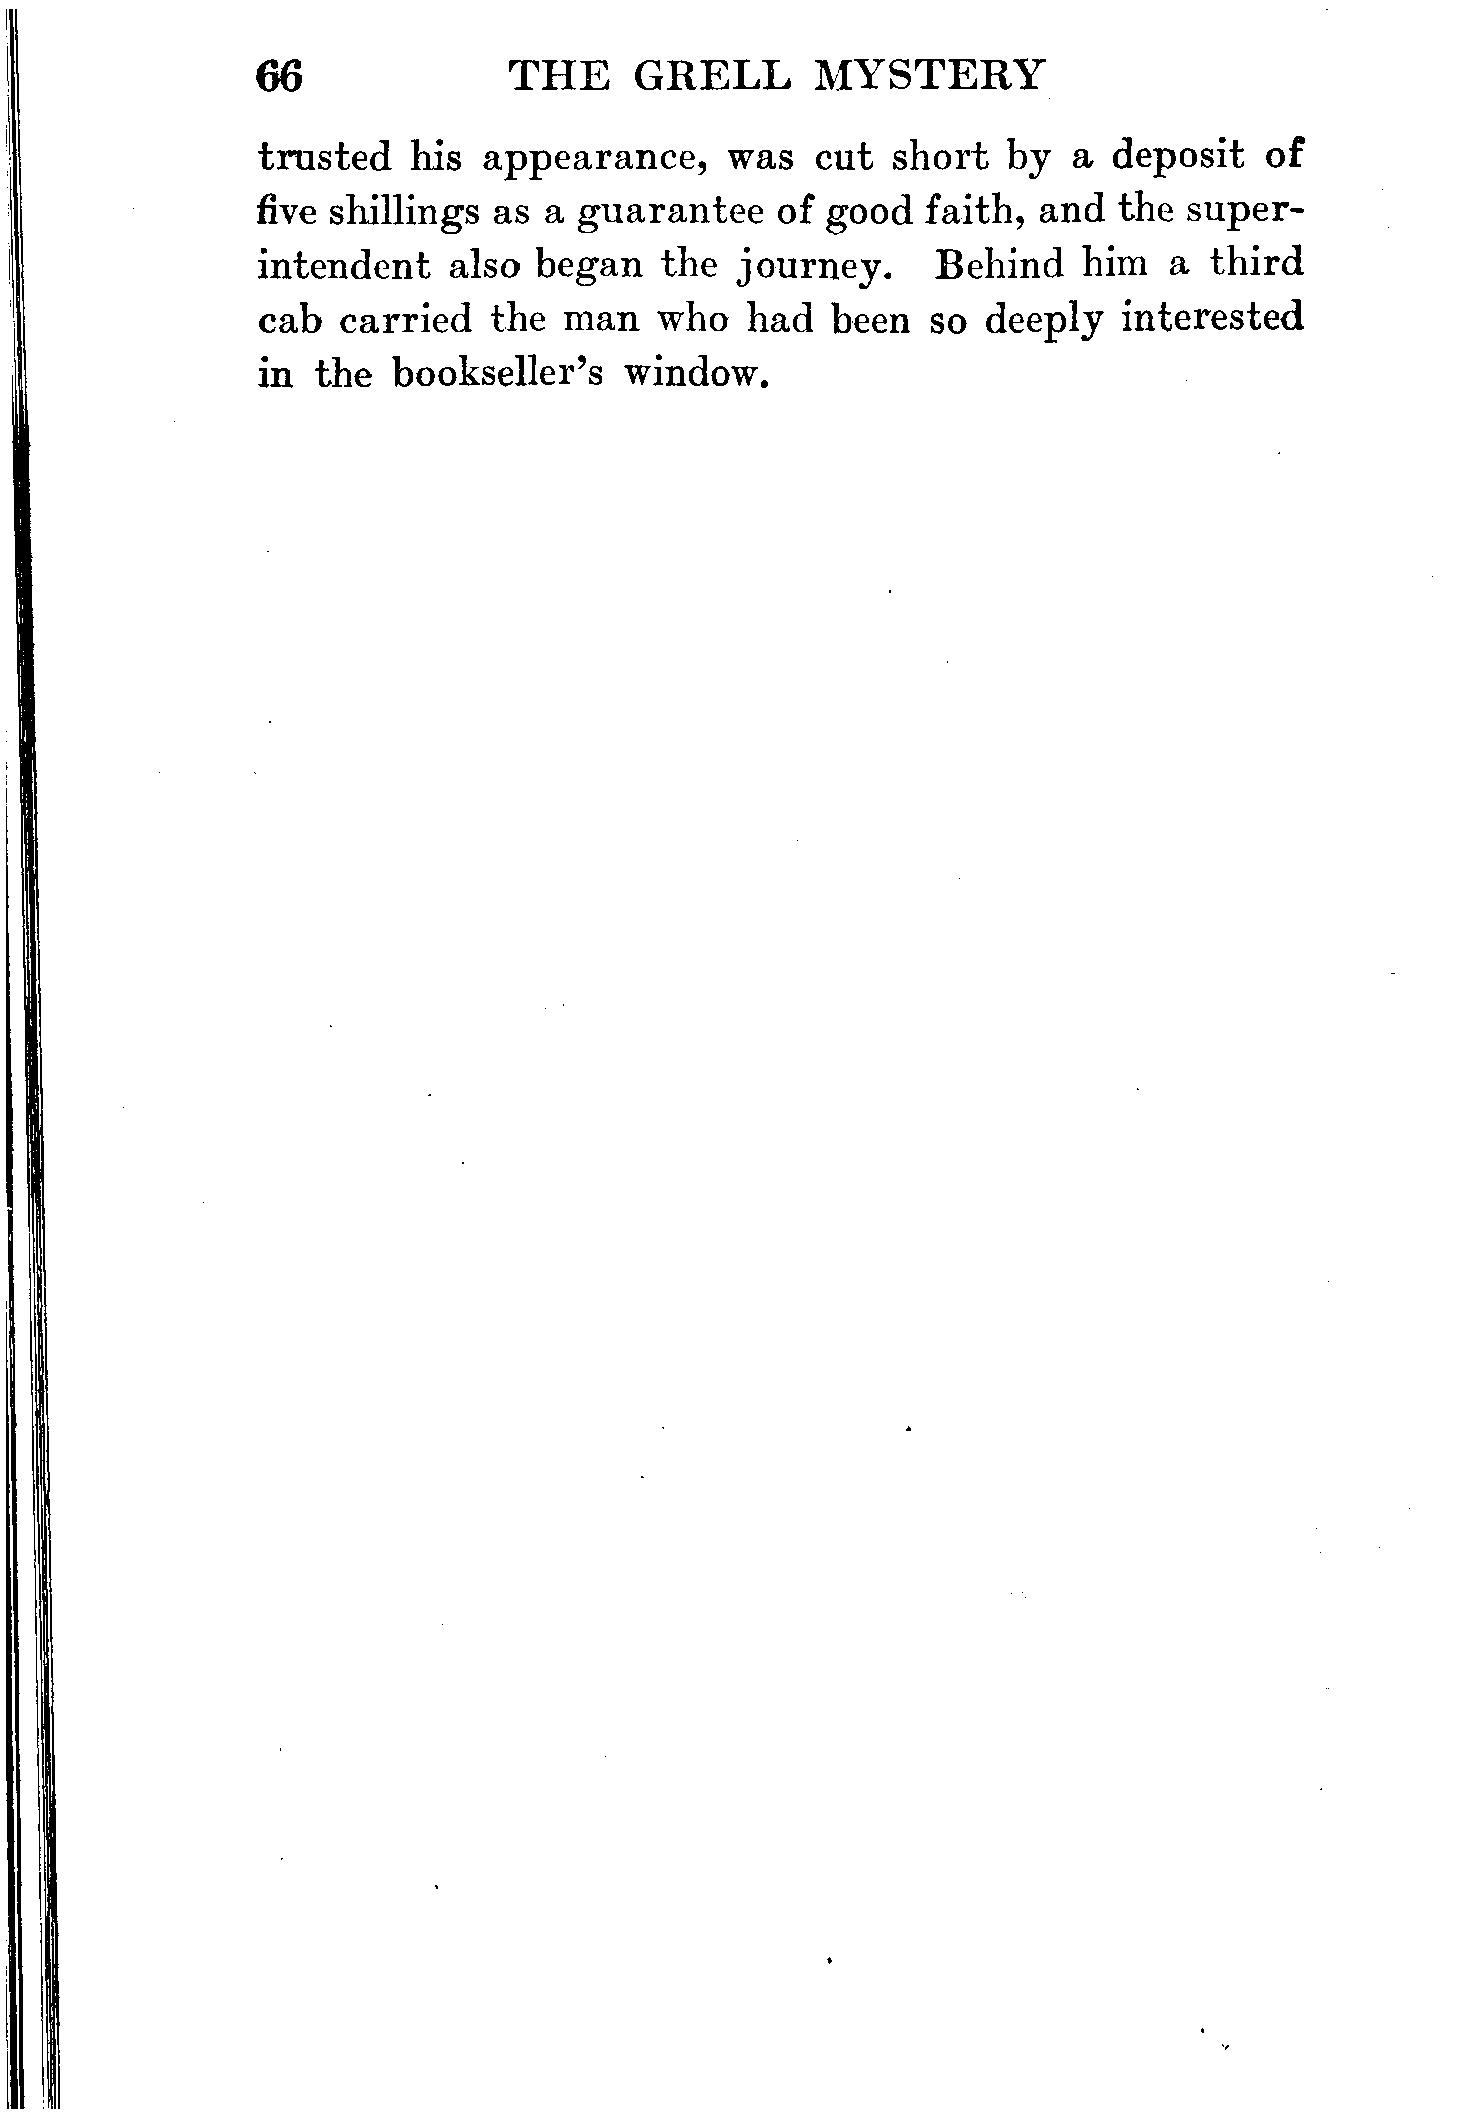 66 THE GRELL MYSTERY
trusted his appearance, was cut short by a deposit of
five shillings as a guarantee of good faith, and the super-
intendent also began the journey. Behind him a third
cab carried the man who had been so deeply interested
in the bookseller's window.